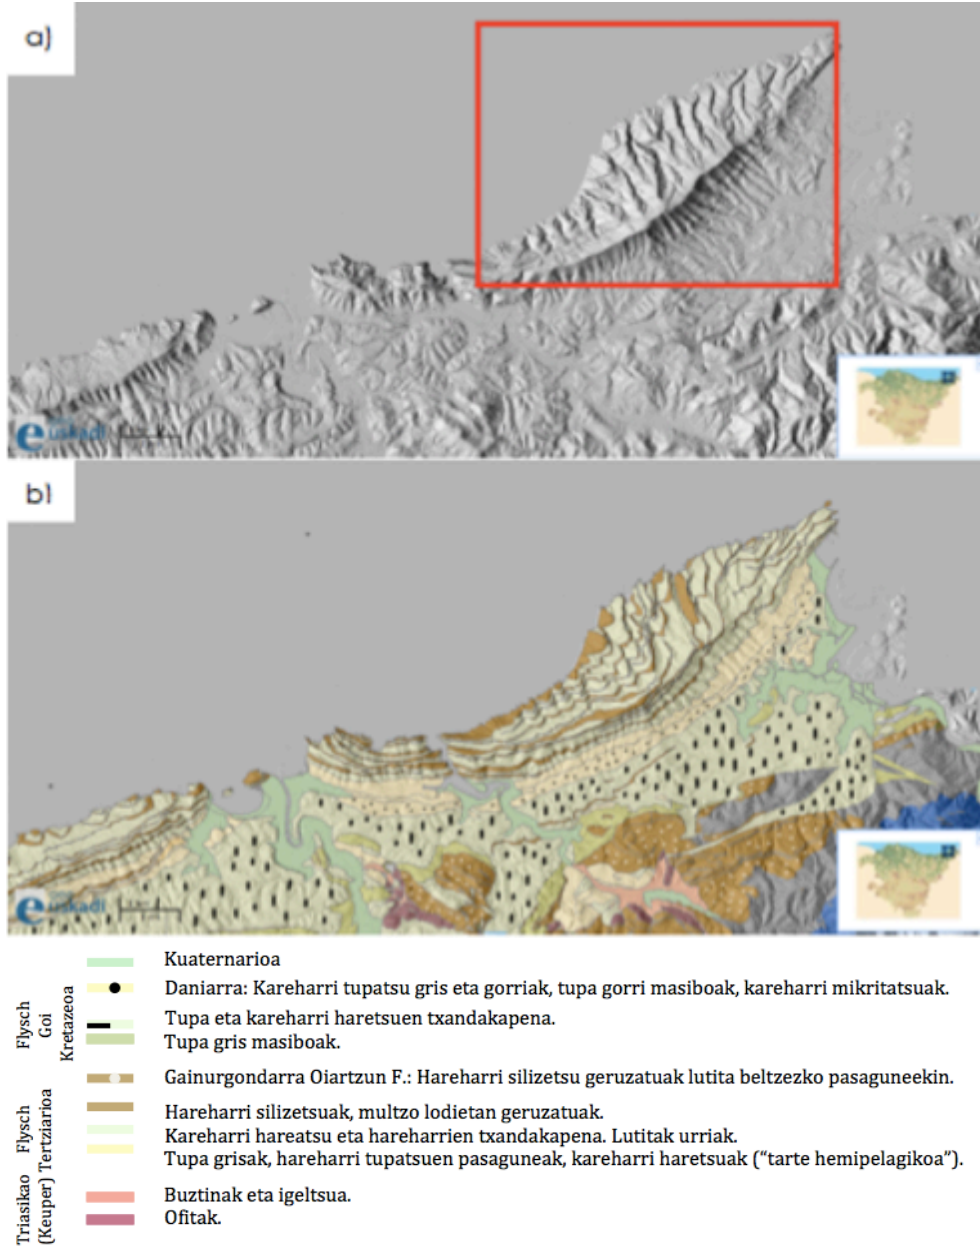 a)
euskadi
b)
euskadi
Kuaternarioa
Daniarra: Kareharri tupatsu gris eta gorriak, tupa gorri masiboak, kareharri mikritatsuak.
Flysch
Goi
Kretazeoa
Tupa eta kareharri haretsuen txandakapena.
Tupa gris masiboak.
Gainurgondarra Oiartzun F.: Hareharri silizetsu geruzatuak lutita beltzezko pasaguneekin.
Flysch
Tertziarioa
Hareharri silizetsuak, multzo lodietan geruzatuak.
Kareharri hareatsu eta hareharrien txandakapena. Lutitak urriak.
Tupa grisak, hareharri tupatsuen pasaguneak, kareharri haretsuak (“tarte hemipelagikoa”).
Triasikao
(Keuper)
Buztinak eta igeltsua.
Ofitak.